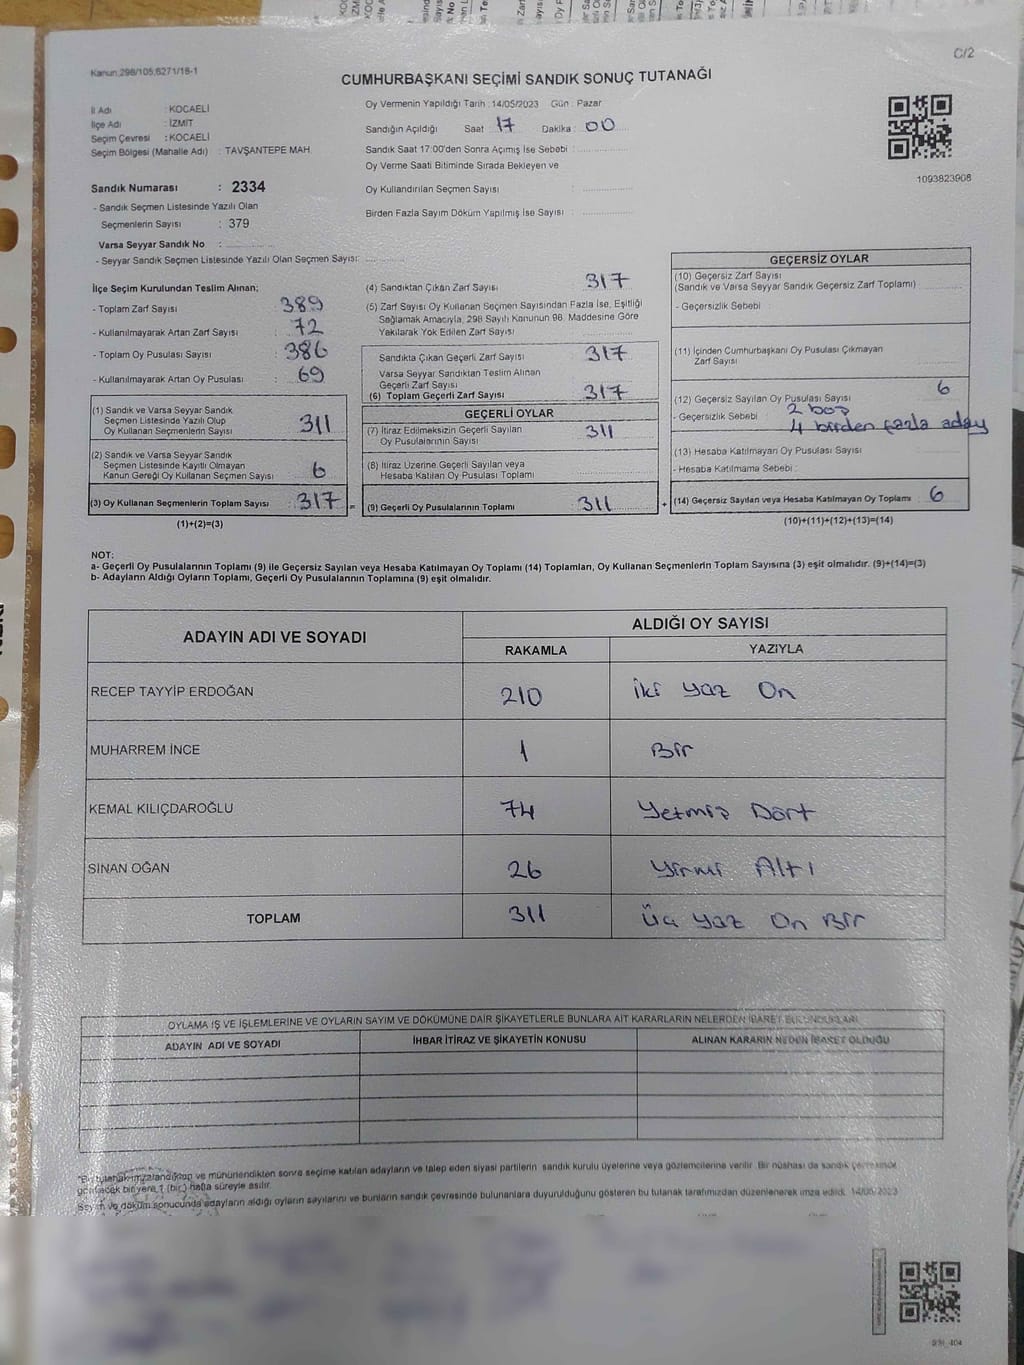 C/2
Kanun:298/105;6271/18-1
CUMHURBAŞKANI SEÇİMİ SANDIK SONUÇ TUTANAĞI
İl Adı : KOCAELİ
İlçe Adı : İZMİT
Seçim Çevresi : KOCAELİ
Seçim Bölgesi (Mahalle Adı) : TAVŞANTEPE MAH.
Oy Vermenin Yapıldığı Tarih : 14/05/2023 Gün : Pazar
Sandığın Açıldığı Saat : 17 Dakika : 00
Sandık Saat 17:00'den Sonra Açımış İse Sebebi :
Oy Verme Saati Bitiminde Sırada Bekleyen ve
Oy Kullandırılan Seçmen Sayısı :
Birden Fazla Sayım Döküm Yapılmış İse Sayısı :
1093823908
Sandık Numarası : 2334
- Sandık Seçmen Listesinde Yazılı Olan
Seçmenlerin Sayısı : 379
Varsa Seyyar Sandık No :
- Seyyar Sandık Seçmen Listesinde Yazılı Olan Seçmen Sayısı:
İlçe Seçim Kurulundan Teslim Alınan;
- Toplam Zarf Sayısı : 389
- Kullanılmayarak Artan Zarf Sayısı : 72
- Toplam Oy Pusulası Sayısı : 386
- Kullanılmayarak Artan Oy Pusulası : 69
(1) Sandık ve Varsa Seyyar Sandık
Seçmen Listesinde Yazılı Olup
Oy Kullanan Seçmenlerin Sayısı : 311
(2) Sandık ve Varsa Seyyar Sandık
Seçmen Listesinde Kayıtlı Olmayan
Kanun Gereği Oy Kullanan Seçmen Sayısı : 6
(3) Oy Kullanan Seçmenlerin Toplam Sayısı : 317 =
(1)+(2)=(3)
(4) Sandıktan Çıkan Zarf Sayısı : 317
(5) Zarf Sayısı Oy Kullanan Seçmen Sayısından Fazla İse, Eşitliği
Sağlamak Amacıyla, 298 Sayılı Kanunun 98. Maddesine Göre
Yakılarak Yok Edilen Zarf Sayısı :
Sandıkta Çıkan Geçerli Zarf Sayısı : 317
Varsa Seyyar Sandıktan Teslim Alınan
Geçerli Zarf Sayısı
(6) Toplam Geçerli Zarf Sayısı : 317
GEÇERLİ OYLAR
(7) İtiraz Edilmeksizin Geçerli Sayılan
Oy Pusulalarının Sayısı : 311
(8) İtiraz Üzerine Geçerli Sayılan veya
Hesaba Katılan Oy Pusulası Toplamı
(9) Geçerli Oy Pusulalarının Toplamı : 311 +
GEÇERSİZ OYLAR
(10) Geçersiz Zarf Sayısı
(Sandık ve Varsa Seyyar Sandık Geçersiz Zarf Toplamı)
- Geçersizlik Sebebi :
(11) İçinden Cumhurbaşkanı Oy Pusulası Çıkmayan
Zarf Sayısı
(12) Geçersiz Sayılan Oy Pusulası Sayısı 6
- Geçersizlik Sebebi : 2 boş
4 birden fazla aday
(13) Hesaba Katılmayan Oy Pusulası Sayısı
- Hesaba Katılmama Sebebi :
(14) Geçersiz Sayılan veya Hesaba Katılmayan Oy Toplamı : 6
(10)+(11)+(12)+(13)=(14)
NOT:
a- Geçerli Oy Pusulalarının Toplamı (9) ile Geçersiz Sayılan veya Hesaba Katılmayan Oy Toplamı (14) Toplamları, Oy Kullanan Seçmenlerin Toplam Sayısına (3) eşit olmalıdır. (9)+(14)=(3)
b- Adayların Aldığı Oyların Toplamı, Geçerli Oy Pusulalarının Toplamına (9) eşit olmalıdır.
ADAYIN ADI VE SOYADI
ALDIĞI OY SAYISI
RAKAMLA YAZIYLA
RECEP TAYYİP ERDOĞAN 210 İki yüz On
MUHARREM İNCE 1 Bir
KEMAL KILIÇDAROĞLU 74 Yetmiş Dört
SİNAN OĞAN 26 Yirmi Altı
TOPLAM 311 Üç yüz On Bir
OYLAMA İŞ VE İŞLEMLERİNE VE OYLARIN SAYIM VE DÖKÜMÜNE DAİR ŞİKAYETLERLE BUNLARA AİT KARARLARIN NELERDEN İBARET BULUNDUKLARI
ADAYIN ADI VE SOYADI İHBAR İTİRAZ VE ŞİKAYETİN KONUSU ALINAN KARARIN NEDEN İBARET OLDUĞU
*Bu tutanak imzalandıktan ve mühürlendikten sonra seçime katılan adayların ve talep eden siyasi partilerin sandık kurulu üyelerine veya gözlemcilerine verilir. Bir nüshası da sandık çevresinde
görülecek bir yere 1 (bir) hafta süreyle asılır.
Sayım ve döküm sonucunda adayların aldığı oyların sayılarını ve bunların sandık çevresinde bulunanlara duyurulduğunu gösteren bu tutanak tarafımızdan düzenlenerek imza edildi. 14/05/2023